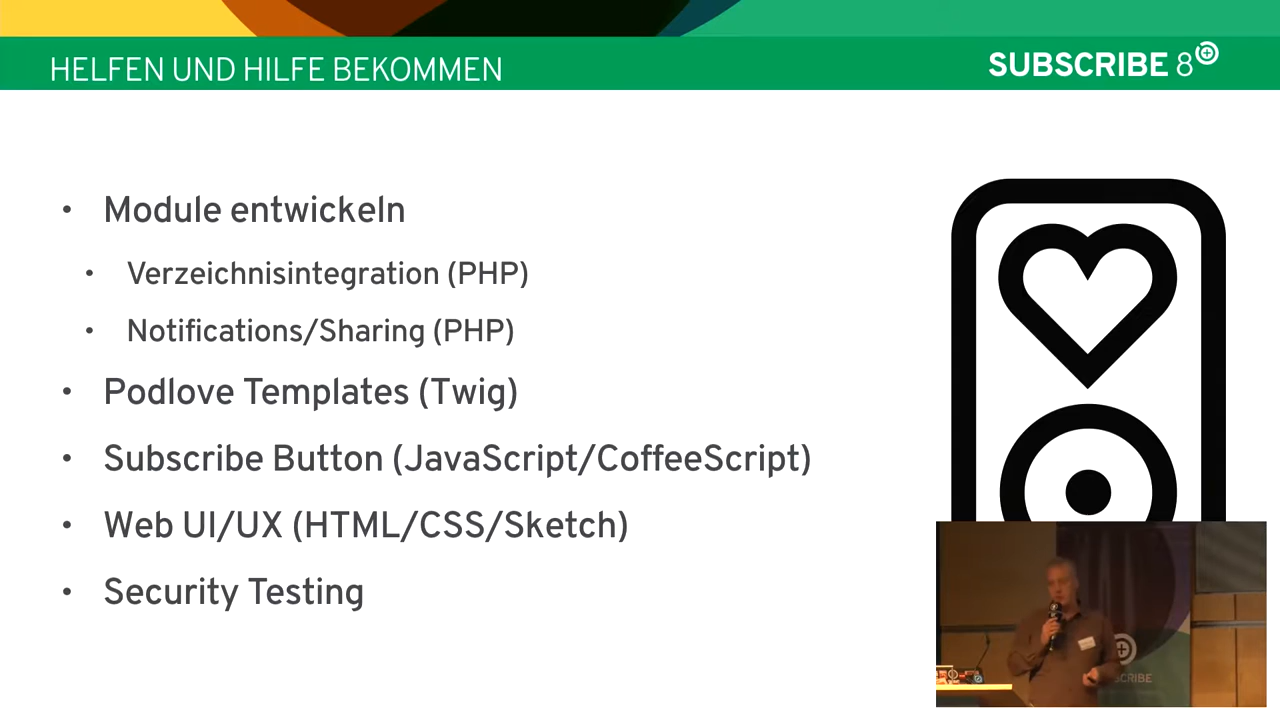 HELFEN UND HILFE BEKOMMEN
SUBSCRIBE 8
• Module entwickeln
• Verzeichnisintegration (PHP)
• Notifications/Sharing (PHP)
• Podlove Templates (Twig)
• Subscribe Button (JavaScript/CoffeeScript)
• Web UI/UX (HTML/CSS/Sketch)
• Security Testing
SCRIBE